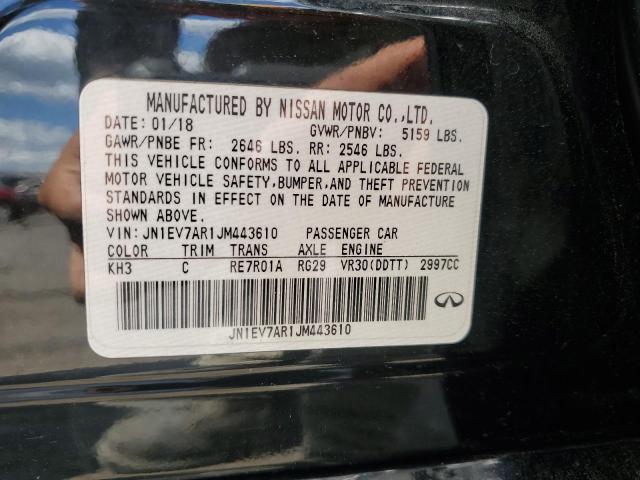 MANUFACTURED BY NISSAN MOTOR CO.,LTD.
DATE: 01/18 GVWR/PNBV: 5159 LBS.
GAWR/PNBE FR: 2646 LBS. RR: 2546 LBS.
THIS VEHICLE CONFORMS TO ALL APPLICABLE FEDERAL
MOTOR VEHICLE SAFETY,BUMPER,AND THEFT PREVENTION
STANDARDS IN EFFECT ON THE DATE OF MANUFACTURE
SHOWN ABOVE.
VIN:JN1EV7AR1JM443610 PASSENGER CAR
COLOR TRIM TRANS AXLE ENGINE
KH3 C RE7R01A RG29 VR30(DDTT) 2997CC
JN1EV7AR1JM443610